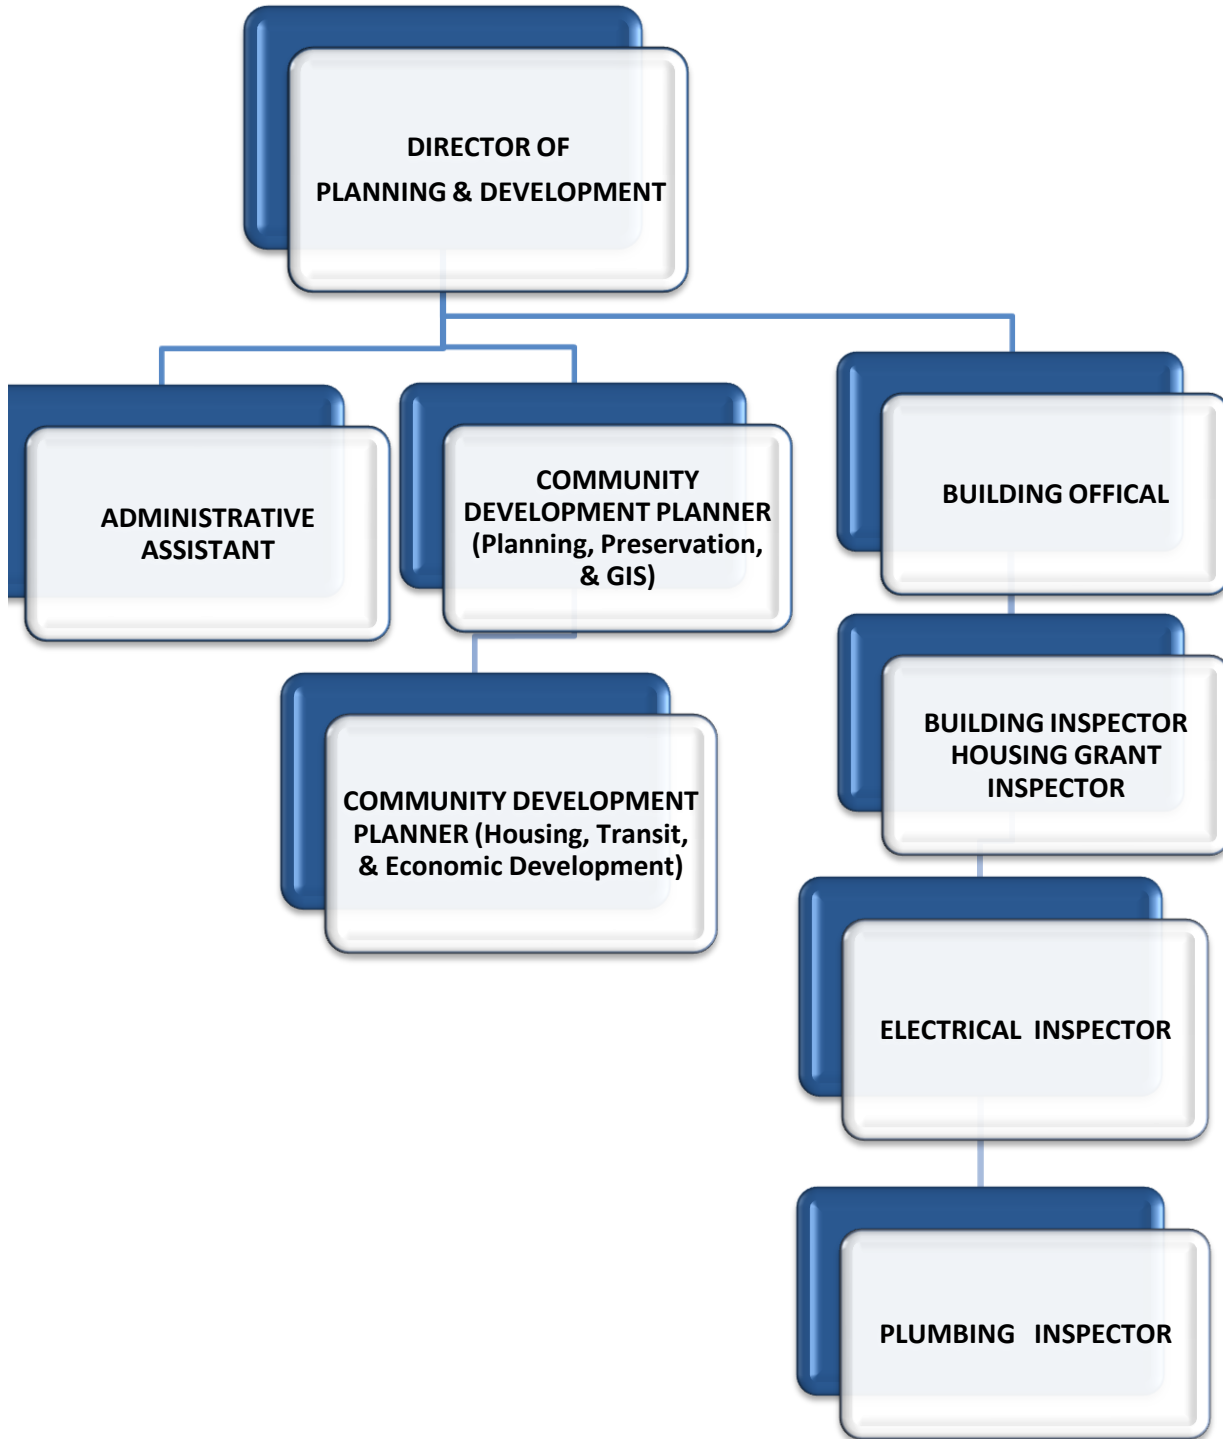 DIRECTOR OF
PLANNING & DEVELOPMENT
ADMINISTRATIVE
ASSISTANT
COMMUNITY
DEVELOPMENT PLANNER
(Planning, Preservation,
& GIS)
BUILDING OFFICAL
COMMUNITY DEVELOPMENT
PLANNER (Housing, Transit,
& Economic Development)
BUILDING INSPECTOR
HOUSING GRANT
INSPECTOR
ELECTRICAL INSPECTOR
PLUMBING INSPECTOR